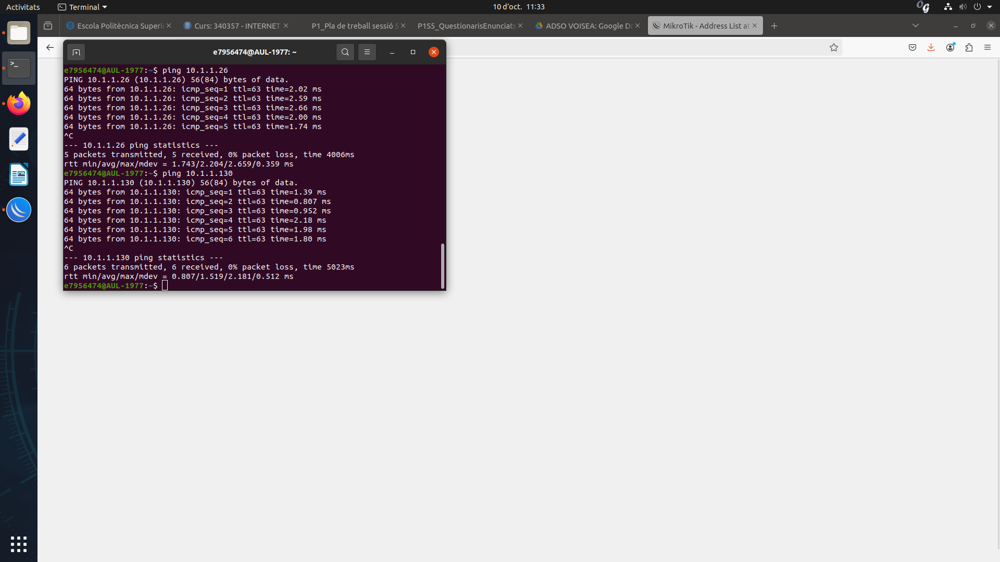 Activitats
Terminal
10 d'oct. 11:33
Escola Politècnica Superi
Curs: 340357 - INTERNET
P1_Pla de treball sessió 5
P1S5_QuestionarisEnunciats
ADSO VOISEA: Google Dr
MikroTik - Address List at
e7956474@AUL-1977: ~
e7956474@AUL-1977:~$ ping 10.1.1.26
PING 10.1.1.26 (10.1.1.26) 56(84) bytes of data.
64 bytes from 10.1.1.26: icmp_seq=1 ttl=63 time=2.02 ms
64 bytes from 10.1.1.26: icmp_seq=2 ttl=63 time=2.59 ms
64 bytes from 10.1.1.26: icmp_seq=3 ttl=63 time=2.66 ms
64 bytes from 10.1.1.26: icmp_seq=4 ttl=63 time=2.00 ms
64 bytes from 10.1.1.26: icmp_seq=5 ttl=63 time=1.74 ms
^C
--- 10.1.1.26 ping statistics ---
5 packets transmitted, 5 received, 0% packet loss, time 4006ms
rtt min/avg/max/mdev = 1.743/2.204/2.659/0.359 ms
e7956474@AUL-1977:~$ ping 10.1.1.130
PING 10.1.1.130 (10.1.1.130) 56(84) bytes of data.
64 bytes from 10.1.1.130: icmp_seq=1 ttl=63 time=1.39 ms
64 bytes from 10.1.1.130: icmp_seq=2 ttl=63 time=0.807 ms
64 bytes from 10.1.1.130: icmp_seq=3 ttl=63 time=0.952 ms
64 bytes from 10.1.1.130: icmp_seq=4 ttl=63 time=2.18 ms
64 bytes from 10.1.1.130: icmp_seq=5 ttl=63 time=1.98 ms
64 bytes from 10.1.1.130: icmp_seq=6 ttl=63 time=1.80 ms
^C
--- 10.1.1.130 ping statistics ---
6 packets transmitted, 6 received, 0% packet loss, time 5023ms
rtt min/avg/max/mdev = 0.807/1.519/2.181/0.512 ms
e7956474@AUL-1977:~$